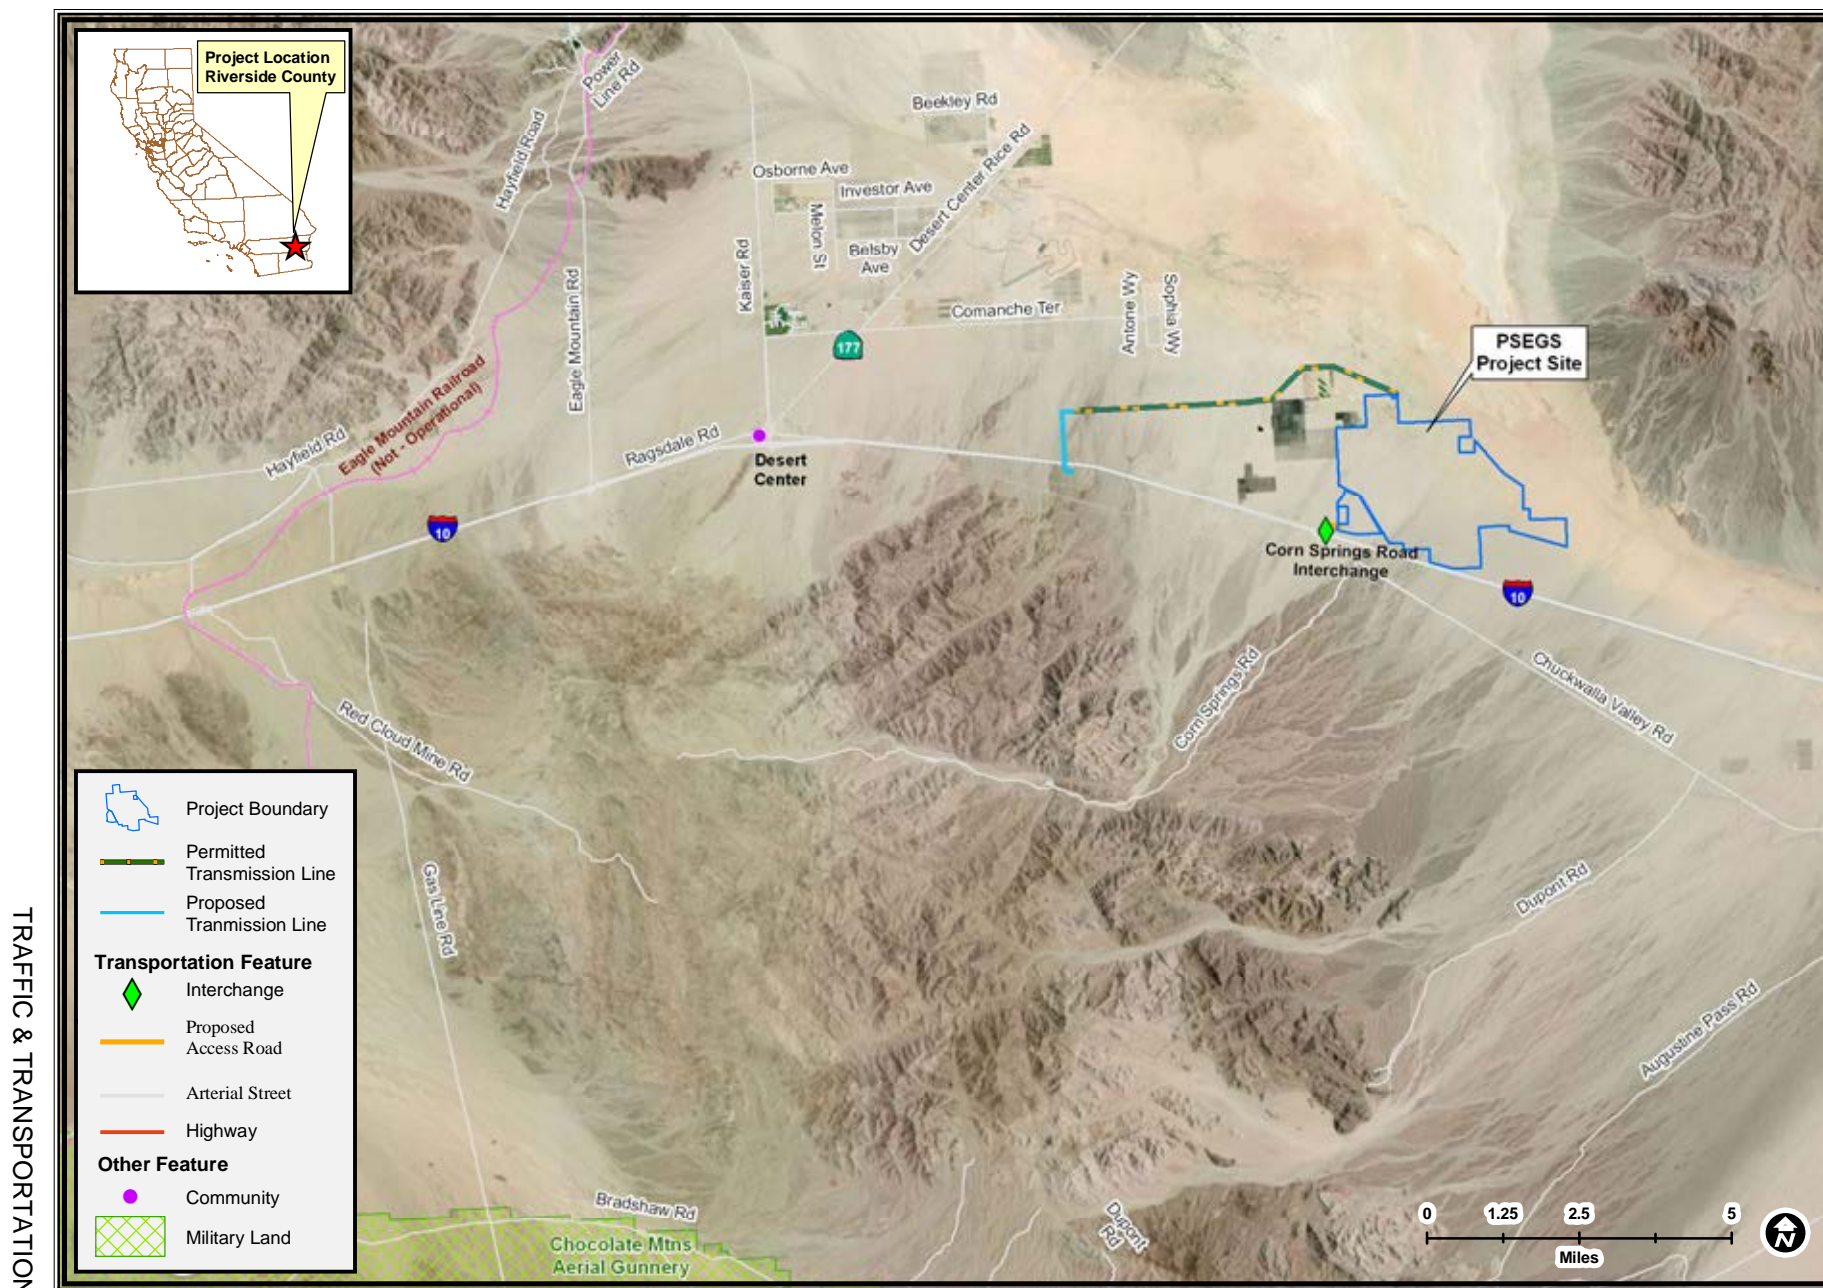 Project Location
Riverside County
Power
Line Rd
Hayfield Road
Beekley Rd
Osborne Ave
Investor Ave
Melon St
Belsby
Ave
Desert Center Rice Rd
Kaiser Rd
Eagle Mountain Rd
Comanche Ter
Antone Wy
Sophia Wy
177
PSEGS
Project Site
Eagle Mountain Railroad
(Not - Operational)
Hayfield Rd
Ragsdale Rd
Desert
Center
10
Corn Springs Road
Interchange
10
Chuckwalla Valley Rd
Corn Springs Rd
Red Cloud Mine Rd
Gas Line Rd
Dupont Rd
Augustine Pass Rd
Bradshaw Rd
Dupont
Rd
Chocolate Mtns
Aerial Gunnery
Project Boundary
Permitted
Transmission Line
Proposed
Tranmission Line
Transportation Feature
Interchange
Proposed
Access Road
Arterial Street
Highway
Other Feature
Community
Military Land
0 1.25 2.5 5
Miles
N
TRAFFIC & TRANSPORTATION